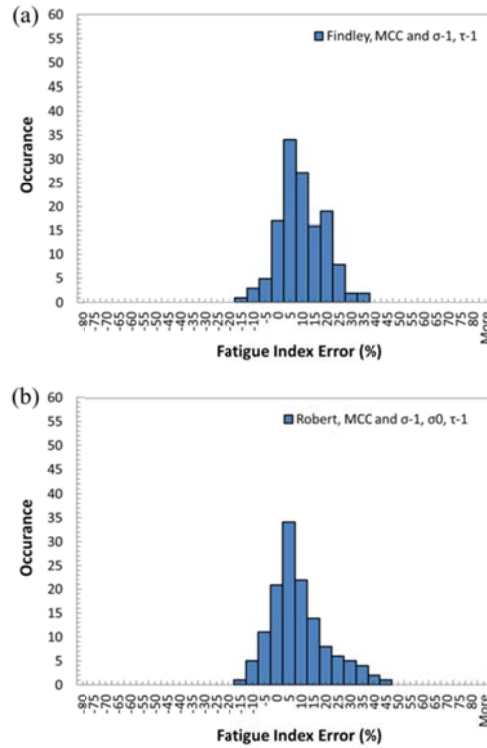 (a)
Findley, MCC and σ-1, τ-1
Occurance
60
55
50
45
40
35
30
25
20
15
10
5
0
-80 -75 -70 -65 -60 -55 -50 -45 -40 -35 -30 -25 -20 -15 -10 -5 0 5 10 15 20 25 30 35 40 45 50 55 60 65 70 75 80 More
Fatigue Index Error (%)
(b)
Robert, MCC and σ-1, σ0, τ-1
Occurance
60
55
50
45
40
35
30
25
20
15
10
5
0
-80 -75 -70 -65 -60 -55 -50 -45 -40 -35 -30 -25 -20 -15 -10 -5 0 5 10 15 20 25 30 35 40 45 50 55 60 65 70 75 80 More
Fatigue Index Error (%)